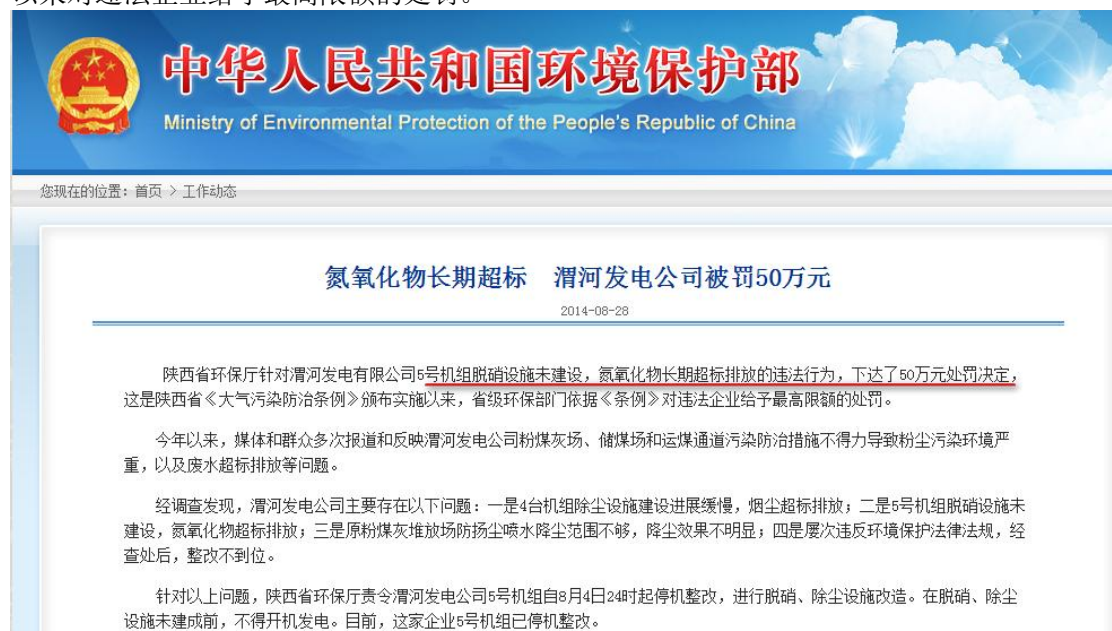 中华人民共和国环境保护部
Ministry of Environmental Protection of the People's Republic of China
您现在的位置：首页 > 工作动态
氮氧化物长期超标　渭河发电公司被罚50万元
2014-08-28
陕西省环保厅针对渭河发电有限公司5号机组脱硝设施未建设，氮氧化物长期超标排放的违法行为，下达了50万元处罚决定，
这是陕西省《大气污染防治条例》颁布实施以来，省级环保部门依据《条例》对违法企业给予最高限额的处罚。
今年以来，媒体和群众多次报道和反映渭河发电公司粉煤灰场、储煤场和运煤通道污染防治措施不得力导致粉尘污染环境严
重，以及废水超标排放等问题。
经调查发现，渭河发电公司主要存在以下问题：一是4台机组除尘设施建设进展缓慢，烟尘超标排放；二是5号机组脱硝设施未
建设，氮氧化物超标排放；三是原粉煤灰堆放场防扬尘喷水降尘范围不够，降尘效果不明显；四是屡次违反环境保护法律法规，经
查处后，整改不到位。
针对以上问题，陕西省环保厅责令渭河发电公司5号机组自8月4日24时起停机整改，进行脱硝、除尘设施改造。在脱硝、除尘
设施未建成前，不得开机发电。目前，这家企业5号机组已停机整改。